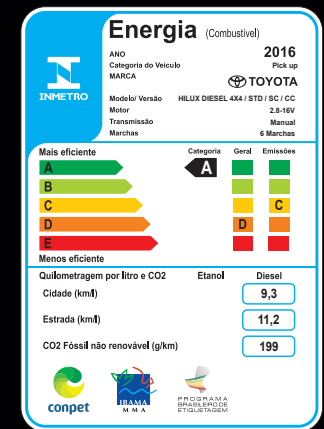 Energia (Combustível)
ANO 2016
Categoria do Veículo Pick up
MARCA TOYOTA
INMETRO
Modelo/ Versão HILUX DIESEL 4X4 / STD / SC / CC
Motor 2.8-16V
Transmissão Manual
Marchas 6 Marchas
Mais eficiente Categoria Geral Emissões
A A
B
C C
D D
E
Menos eficiente
Quilometragem por litro e CO2 Etanol Diesel
Cidade (km/l) 9,3
Estrada (km/l) 11,2
CO2 Fóssil não renovável (g/km) 199
conpet
IBAMA
M M A
PROGRAMA
BRASILEIRO DE
ETIQUETAGEM